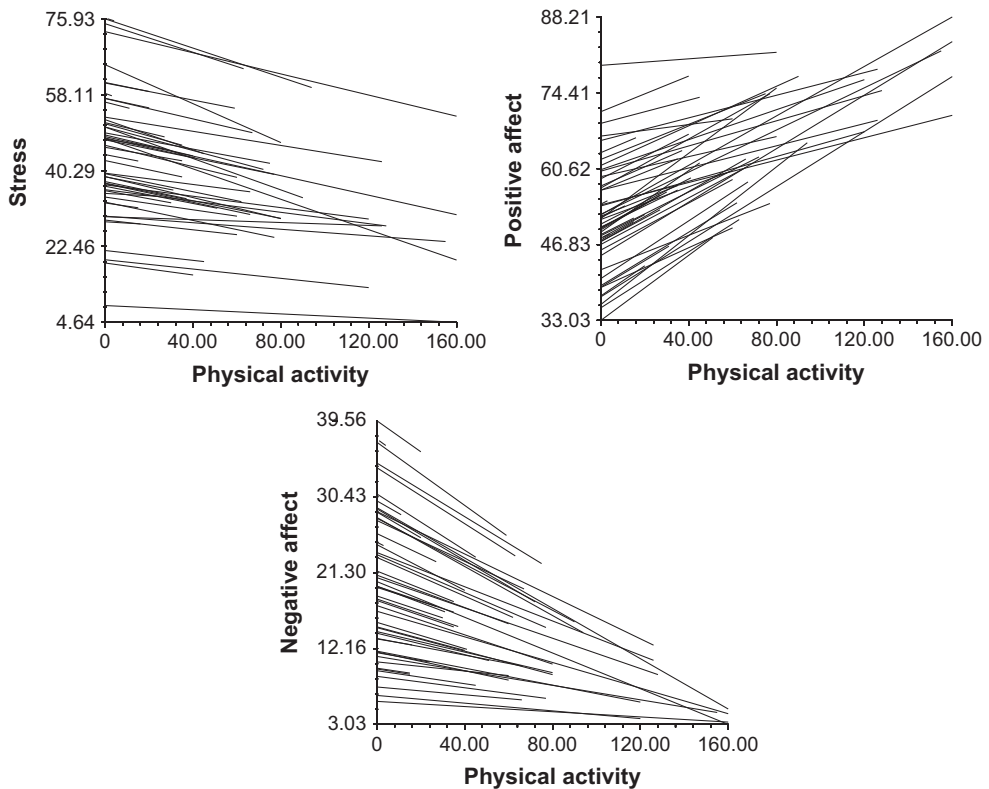 75.93
58.11
40.29
22.46
4.64
Stress
0 40.00 80.00 120.00 160.00
Physical activity
88.21
74.41
60.62
46.83
33.03
Positive affect
0 40.00 80.00 120.00 160.00
Physical activity
39.56
30.43
21.30
12.16
3.03
Negative affect
0 40.00 80.00 120.00 160.00
Physical activity